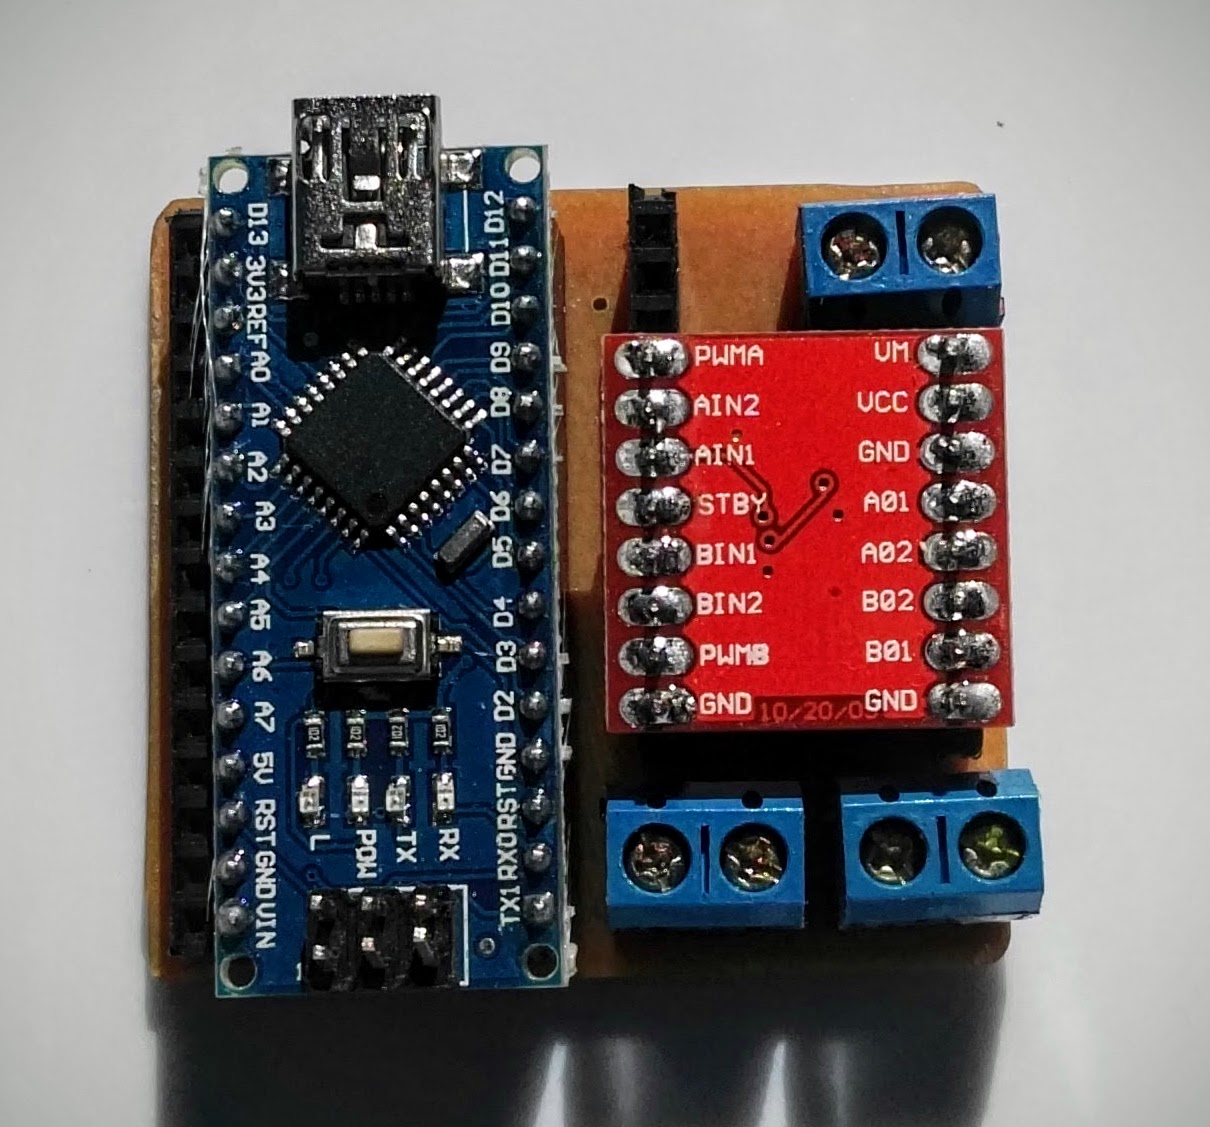 D13
3V3
REF
A0
A1
A2
A3
A4
A5
A6
A7
5V
RST
GND
VIN
D12
D11
D10
D9
D8
D7
D6
D5
D4
D3
D2
GND
RST
RX0
TX1
L
POW
TX
RX
PWMA
AIN2
AIN1
STBY
BIN1
BIN2
PWMB
GND
VM
VCC
GND
A01
A02
B02
B01
GND